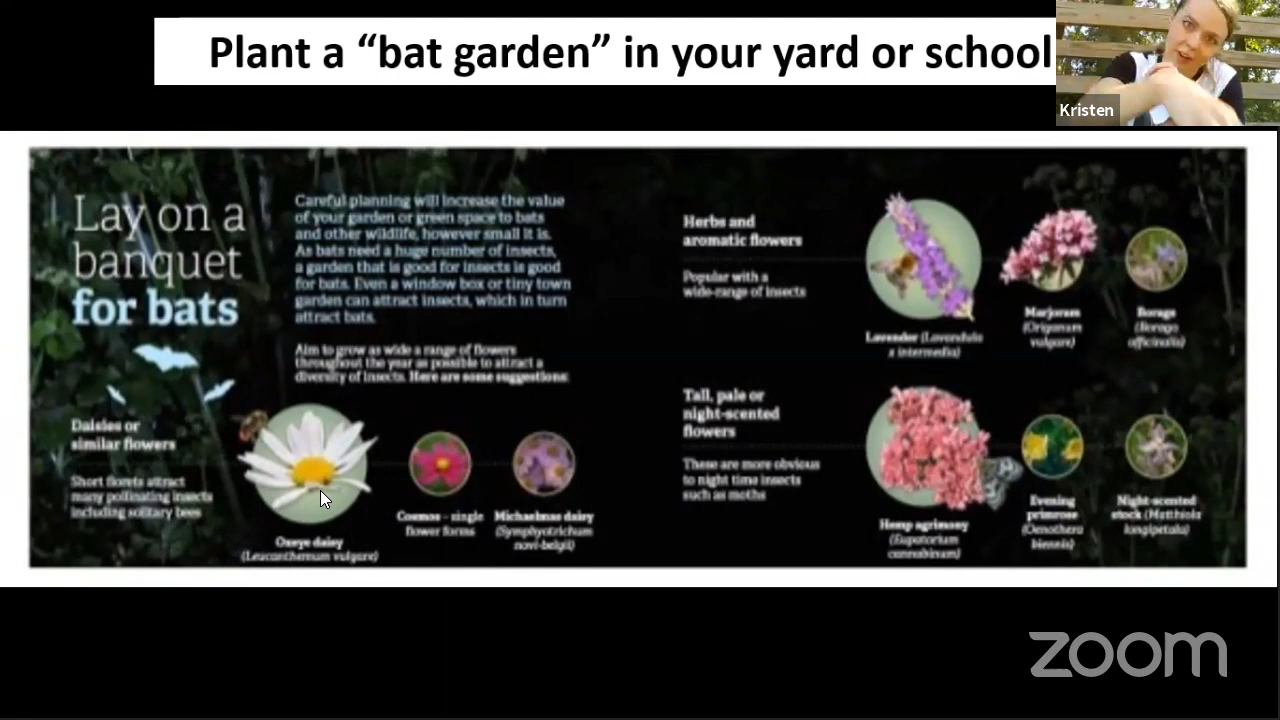 Plant a “bat garden” in your yard or school
Kristen
Lay on a
banquet
for bats
Careful planning will increase the value
of your garden or green space to bats
and other wildlife, however small it is.
As bats need a huge number of insects,
a garden that is good for insects is good
for bats. Even a window box or tiny town
garden can attract insects, which in turn
attract bats.
Aim to grow as wide a range of flowers
throughout the year as possible to attract a
diversity of insects. Here are some suggestions:
Daisies or
similar flowers
Short florets attract
many pollinating insects
including solitary bees
Oxeye daisy
(Leucanthemum vulgare)
Cosmos - single
flower forms
Michaelmas daisy
(Symphyotrichum
novi-belgii)
Herbs and
aromatic flowers
Popular with a
wide-range of insects
Lavender (Lavandula
x intermedia)
Marjoram
(Origanum
vulgare)
Borage
(Borago
officinalis)
Tall, pale or
night-scented
flowers
These are more obvious
to night time insects
such as moths
Hemp agrimony
(Eupatorium
cannabinum)
Evening
primrose
(Oenothera
biennis)
Night-scented
stock (Matthiola
longipetala)
zoom